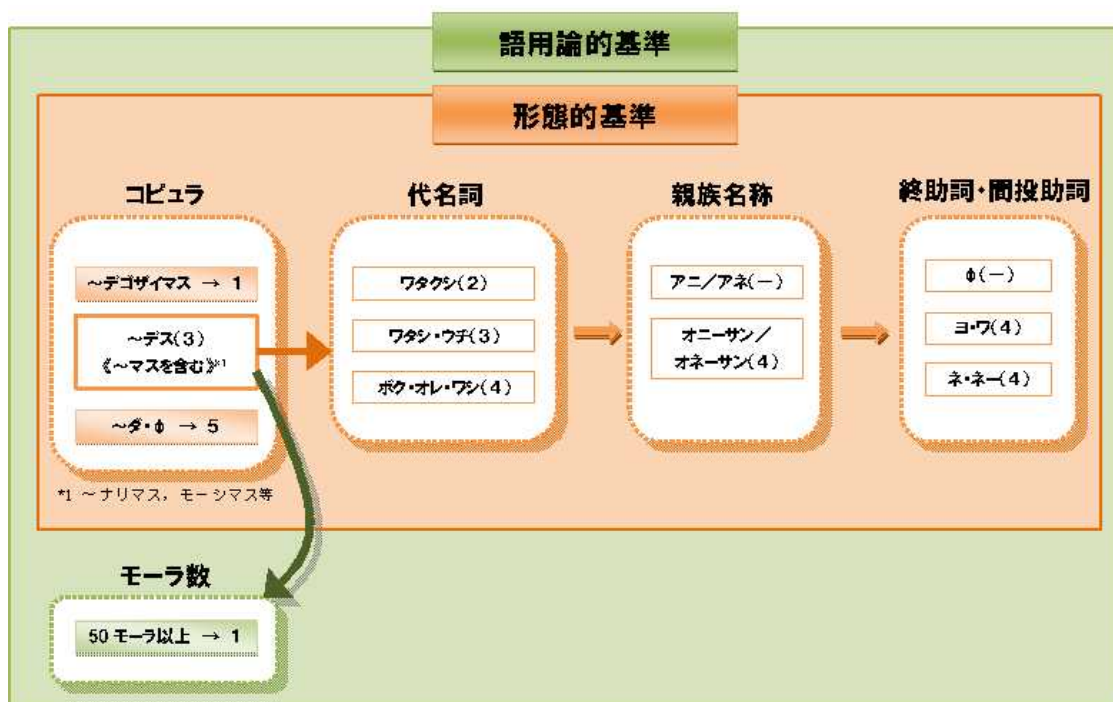 語用論的基準
形態的基準
コピュラ
～デゴザイマス → 1
～デス(3)
《～マスを含む》*1
～ダ・φ → 5
*1 ～ナリマス，モーシマス等
代名詞
ワタクシ(2)
ワタシ・ウチ(3)
ボク・オレ・ワシ(4)
親族名称
アニ／アネ(－)
オニーサン／
オネーサン(4)
終助詞・間投助詞
φ(－)
ヨ・ワ(4)
ネ・ネー(4)
モーラ数
50モーラ以上 → 1